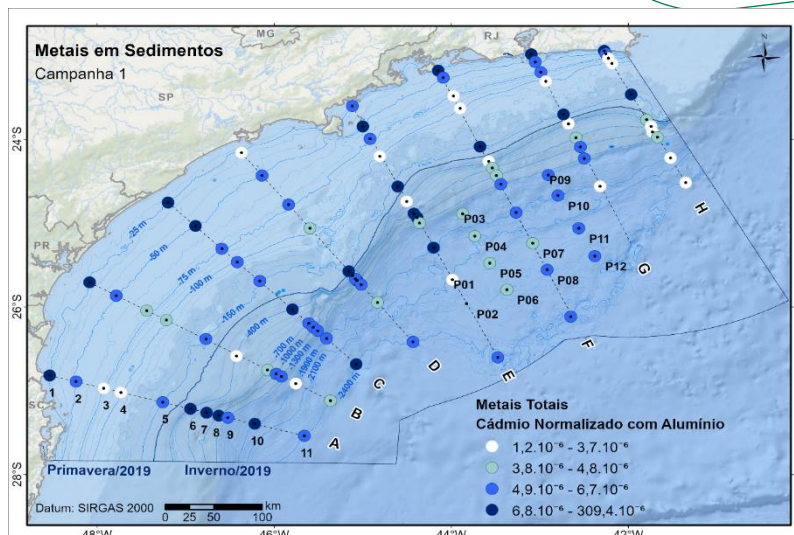 MG
RJ
Metais em Sedimentos
Campanha 1
SP
N
24°S
-25 m
-50 m
-75 m
-100 m
-150 m
-400 m
-700 m
-1000 m
-1300 m
-1900 m
2100 m
-2400 m
PR
26°S
SC
28°S
P09
P10
P03
P11
P04
P07
P12
P05
P08
P01
P06
P02
H
G
F
E
D
C
B
A
1
2
3
4
5
6
7
8
9
10
11
Primavera/2019
Inverno/2019
Metais Totais
Cádmio Normalizado com Alumínio
1,2.10⁻⁶ - 3,7.10⁻⁶
3,8.10⁻⁶ - 4,8.10⁻⁶
4,9.10⁻⁶ - 6,7.10⁻⁶
6,8.10⁻⁶ - 309,4.10⁻⁶
Datum: SIRGAS 2000
km
0 25 50 100
48°W
46°W
44°W
42°W